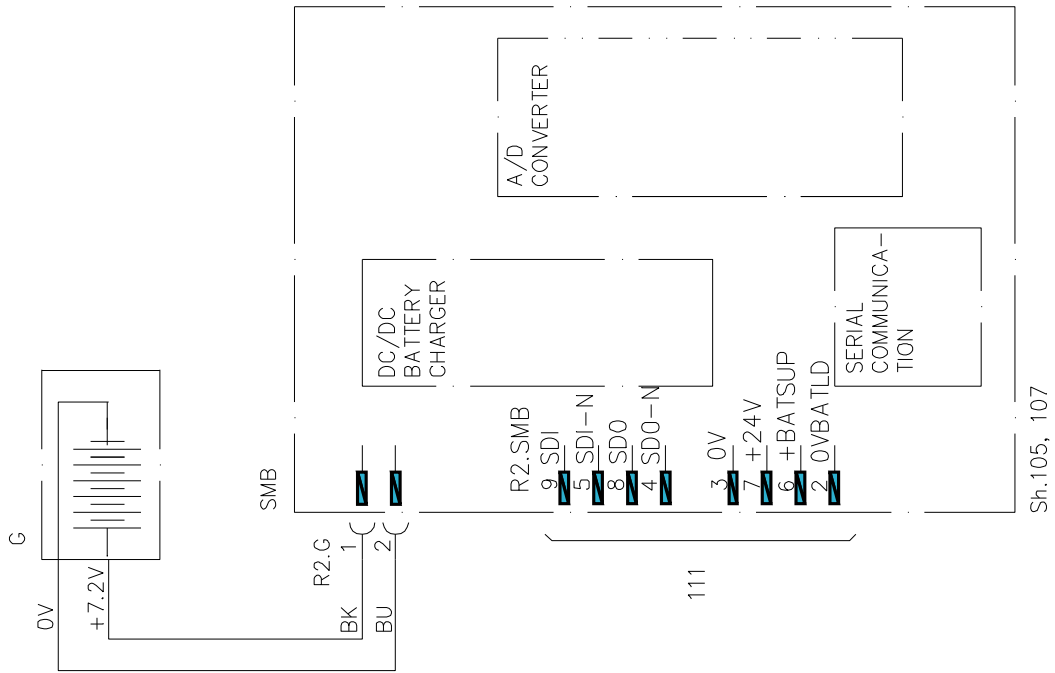 G
0V
+7.2V
SMB
R2.G
BK 1
BU 2
DC/DC
BATTERY
CHARGER
A/D
CONVERTER
R2.SMB
9 SDI
5 SDI-N
8 SDO
4 SDO-N
3 0V
7 +24V
6 +BATSUP
2 0VBATLD
111
SERIAL
COMMUNICA-
TION
Sh.105, 107